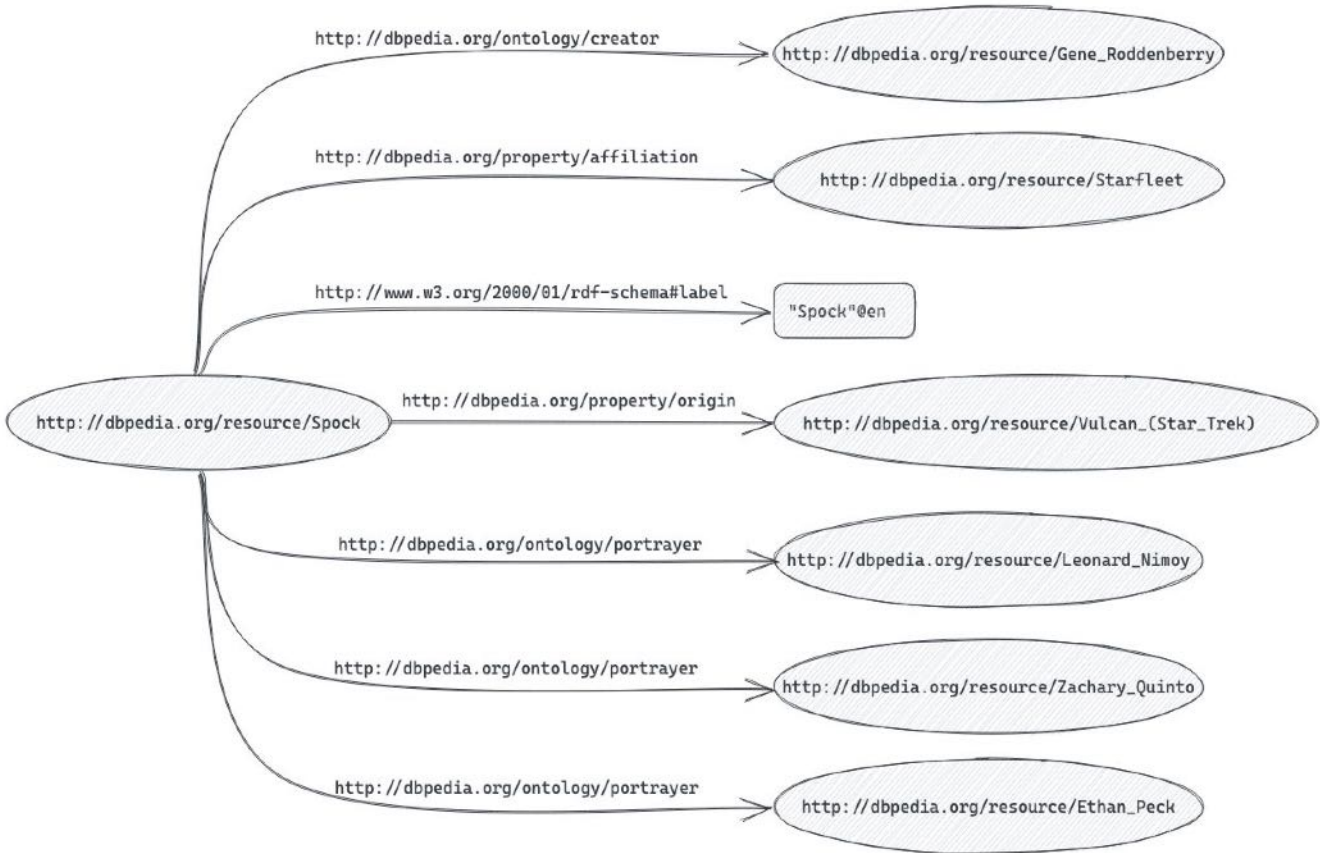 http://dbpedia.org/ontology/creator
http://dbpedia.org/resource/Gene_Roddenberry
http://dbpedia.org/property/affiliation
http://dbpedia.org/resource/Starfleet
http://www.w3.org/2000/01/rdf-schema#label
"Spock"@en
http://dbpedia.org/resource/Spock
http://dbpedia.org/property/origin
http://dbpedia.org/resource/Vulcan_(Star_Trek)
http://dbpedia.org/ontology/portrayer
http://dbpedia.org/resource/Leonard_Nimoy
http://dbpedia.org/ontology/portrayer
http://dbpedia.org/resource/Zachary_Quinto
http://dbpedia.org/ontology/portrayer
http://dbpedia.org/resource/Ethan_Peck